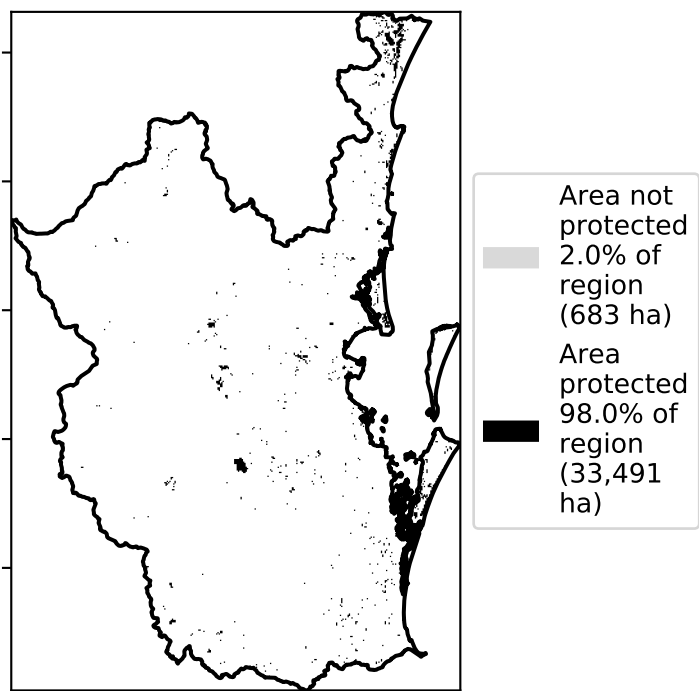 Area not
protected
2.0% of
region
(683 ha)
Area
protected
98.0% of
region
(33,491
ha)